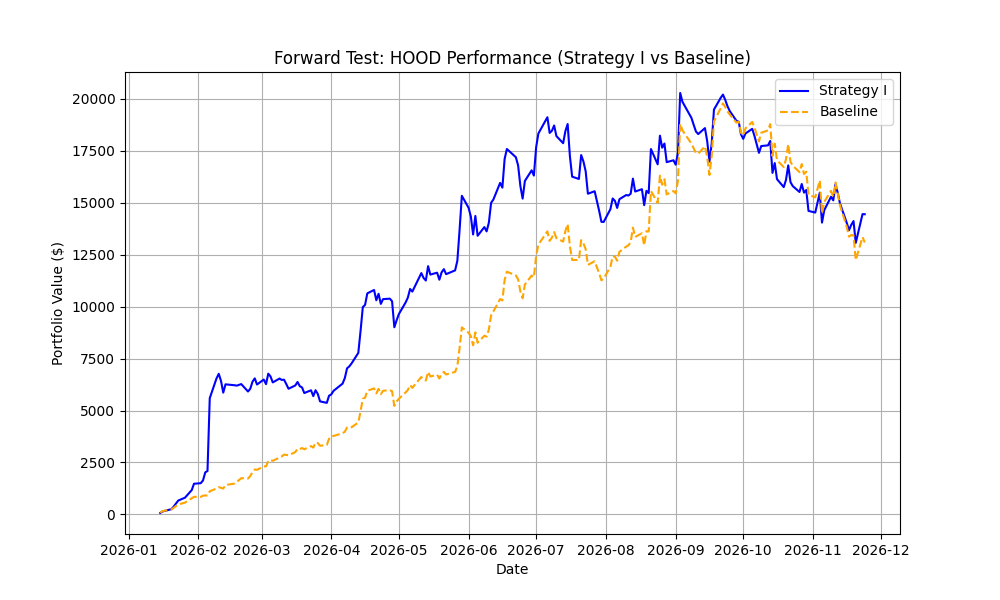 Forward Test: HOOD Performance (Strategy I vs Baseline)
Strategy I
Baseline
Portfolio Value ($)
20000
17500
15000
12500
10000
7500
5000
2500
0
2026-01 2026-02 2026-03 2026-04 2026-05 2026-06 2026-07 2026-08 2026-09 2026-10 2026-11 2026-12
Date